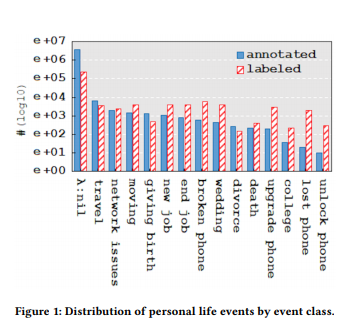 e+07
e+06
e+05
e+04
e+03
e+02
e+01
e+00
#(log10)
annotated
labeled
λ:nil
travel
network issues
moving
giving birth
new job
end job
broken phone
wedding
divorce
death
upgrade phone
college
lost phone
unlock phone
Figure 1: Distribution of personal life events by event class.